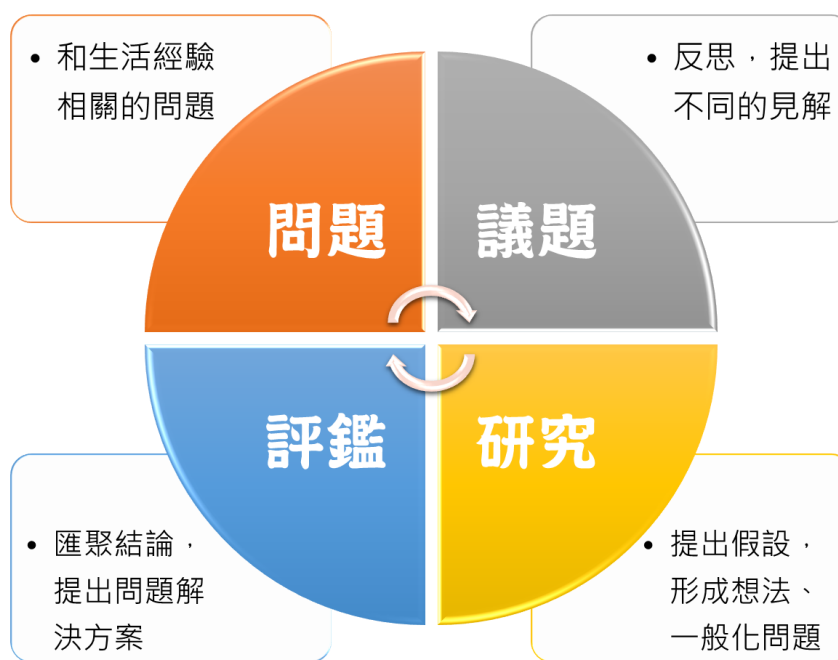 • 和生活經驗
相關的問題
• 反思，提出
不同的見解
問題
議題
評鑑
研究
• 匯聚結論，
提出問題解
決方案
• 提出假設，
形成想法、
一般化問題